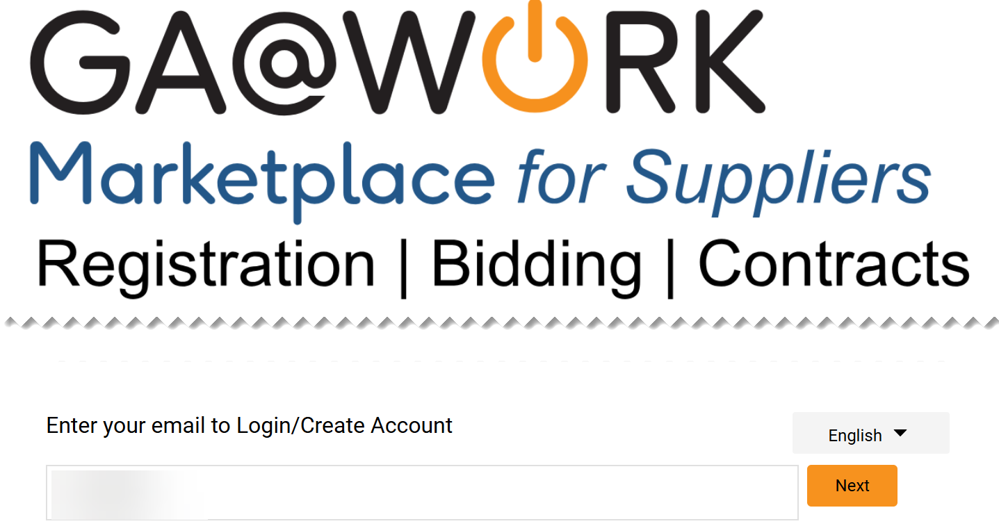 GA@WORK
Marketplace for Suppliers
Registration | Bidding | Contracts
Enter your email to Login/Create Account
English
Next